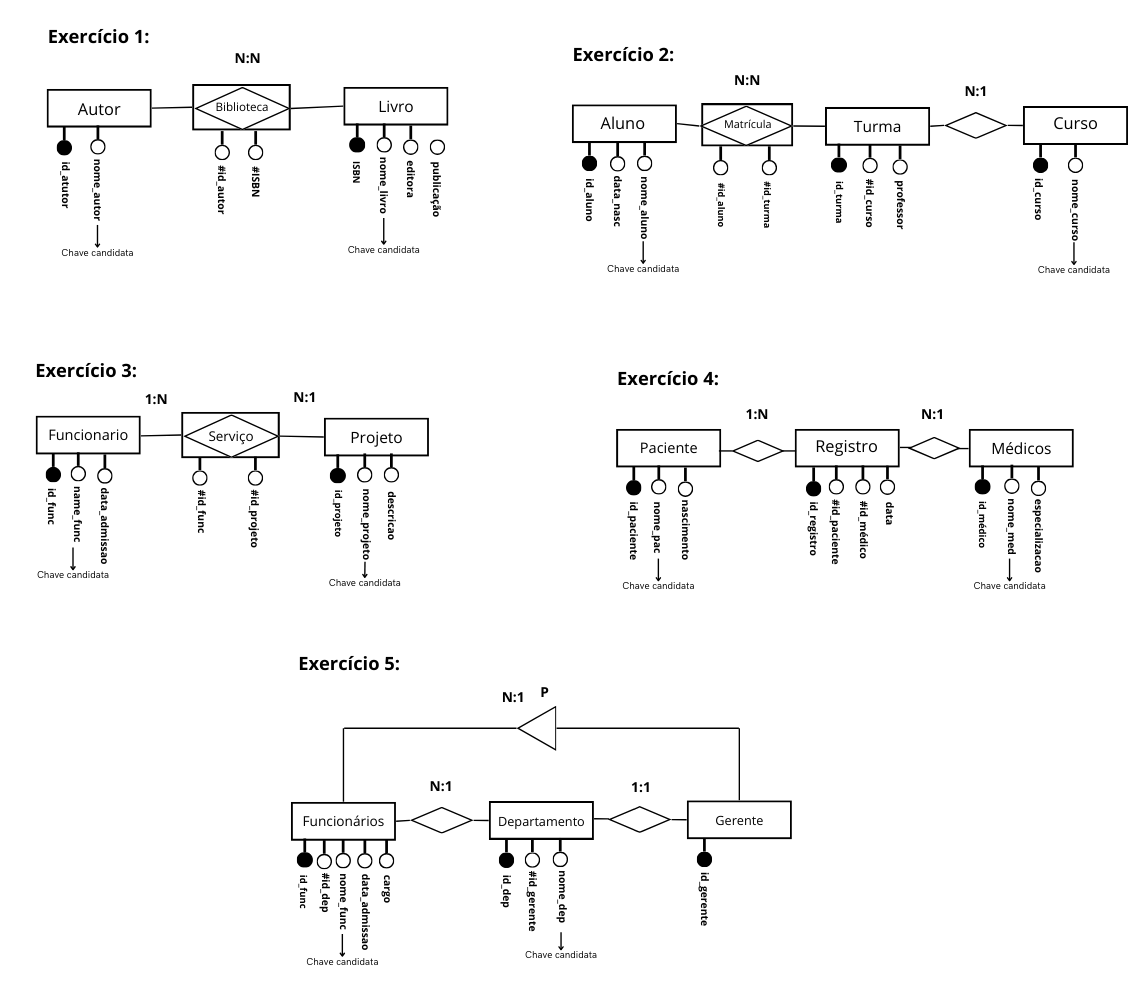 Exercício 1:
N:N
Autor
Biblioteca
Livro
id_atutor
nome_autor
#id_autor
#ISBN
ISBN
nome_livro
editora
publicação
Chave candidata
Chave candidata
Exercício 2:
N:N
N:1
Aluno
Matrícula
Turma
Curso
id_aluno
data_nasc
nome_aluno
#id_aluno
#id_turma
id_turma
#id_curso
professor
id_curso
nome_curso
Chave candidata
Chave candidata
Exercício 3:
1:N
N:1
Funcionario
Serviço
Projeto
id_func
name_func
data_admissao
#id_func
#id_projeto
id_projeto
nome_projeto
descricao
Chave candidata
Chave candidata
Exercício 4:
1:N
N:1
Paciente
Registro
Médicos
id_paciente
nome_pac
nascimento
id_registro
#id_paciente
#id_médico
data
id_médico
nome_med
especializacao
Chave candidata
Chave candidata
Exercício 5:
N:1
P
N:1
1:1
Funcionários
Departamento
Gerente
id_func
#id_dep
nome_func
data_admissao
cargo
id_dep
#id_gerente
nome_dep
id_gerente
Chave candidata
Chave candidata